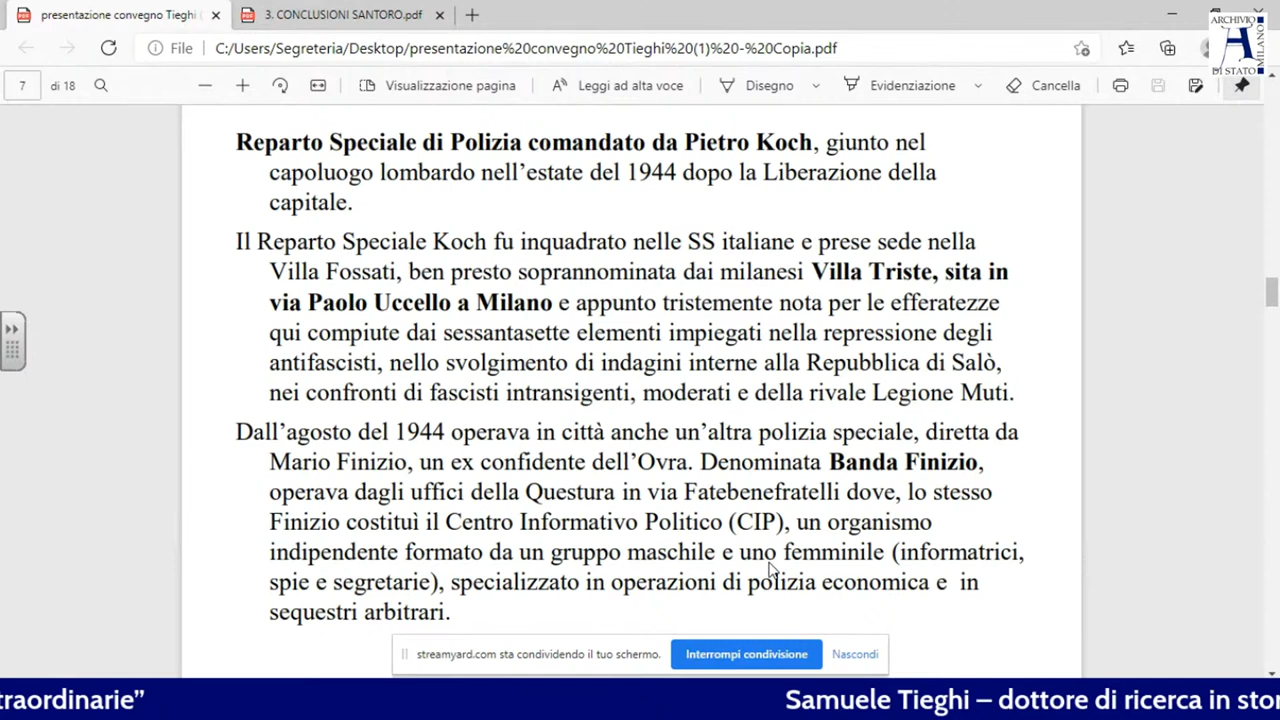 presentazione convegno Tieghi (
3. CONCLUSIONI SANTORO.pdf
ARCHIVIO
A
MILANO
DI STATO
File
C:/Users/Segreteria/Desktop/presentazione%20convegno%20Tieghi%20(1)%20-%20Copia.pdf
7 di 18
Visualizzazione pagina
Leggi ad alta voce
Disegno
Evidenziazione
Cancella
Reparto Speciale di Polizia comandato da Pietro Koch, giunto nel
capoluogo lombardo nell’estate del 1944 dopo la Liberazione della
capitale.
Il Reparto Speciale Koch fu inquadrato nelle SS italiane e prese sede nella
Villa Fossati, ben presto soprannominata dai milanesi Villa Triste, sita in
via Paolo Uccello a Milano e appunto tristemente nota per le efferatezze
qui compiute dai sessantasette elementi impiegati nella repressione degli
antifascisti, nello svolgimento di indagini interne alla Repubblica di Salò,
nei confronti di fascisti intransigenti, moderati e della rivale Legione Muti.
Dall’agosto del 1944 operava in città anche un’altra polizia speciale, diretta da
Mario Finizio, un ex confidente dell’Ovra. Denominata Banda Finizio,
operava dagli uffici della Questura in via Fatebenefratelli dove, lo stesso
Finizio costituì il Centro Informativo Politico (CIP), un organismo
indipendente formato da un gruppo maschile e uno femminile (informatrici,
spie e segretarie), specializzato in operazioni di polizia economica e in
sequestri arbitrari.
streamyard.com sta condividendo il tuo schermo.
Interrompi condivisione
Nascondi
traordinarie”
Samuele Tieghi – dottore di ricerca in stor